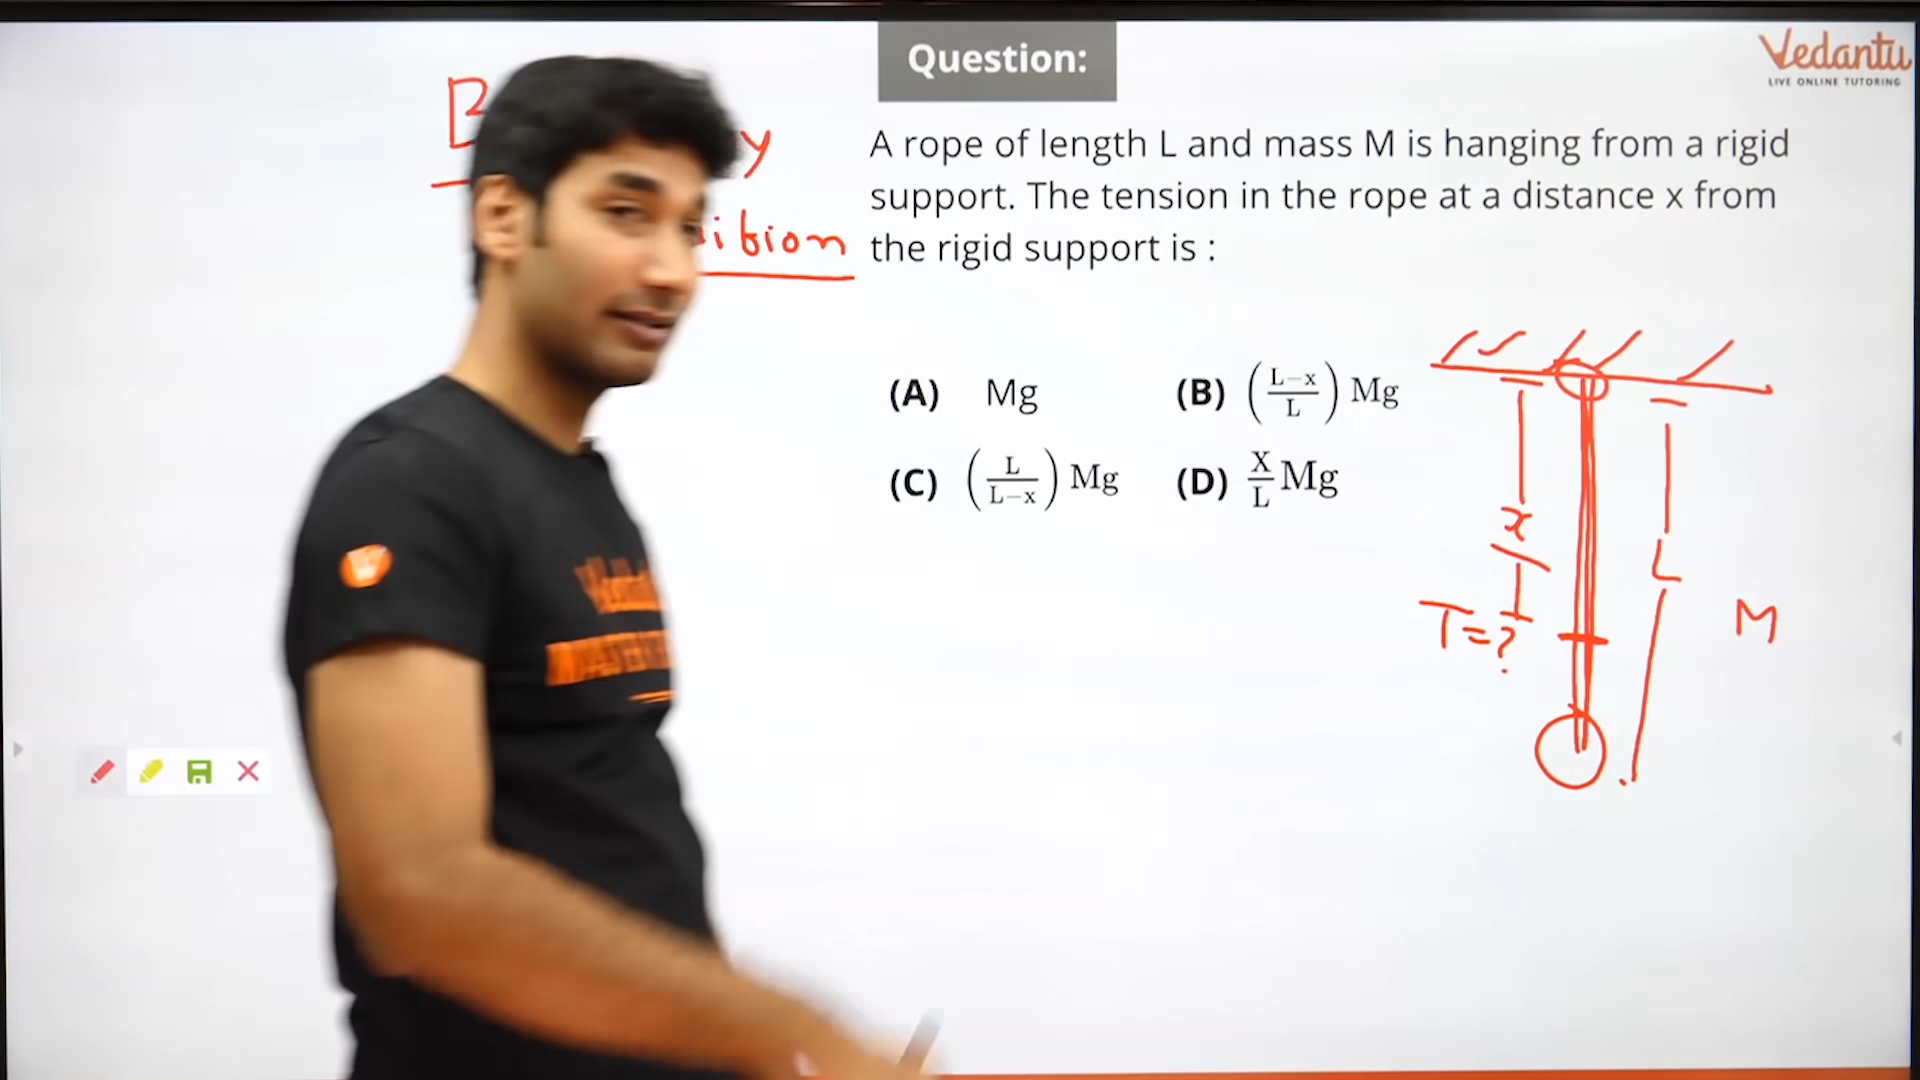 Question:
Vedantu
LIVE ONLINE TUTORING
A rope of length L and mass M is hanging from a rigid
support. The tension in the rope at a distance x from
the rigid support is :
(A) Mg
(B) (L−x/L) Mg
(C) (L/L−x) Mg
(D) X/L Mg
x
L
T=?
M